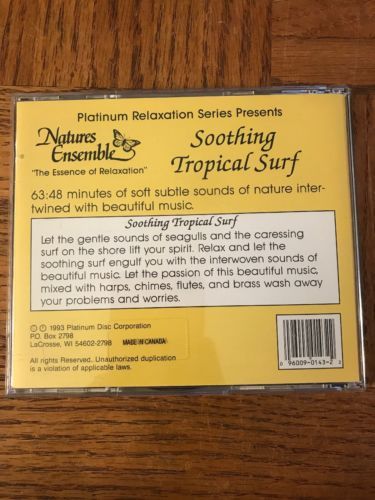 Platinum Relaxation Series Presents
Natures
Ensemble
"The Essence of Relaxation"
Soothing
Tropical Surf
63:48 minutes of soft subtle sounds of nature inter-
twined with beautiful music.
Soothing Tropical Surf
Let the gentle sounds of seagulls and the caressing
surf on the shore lift your spirit. Relax and let the
soothing surf engulf you with the interwoven sounds of
beautiful music. Let the passion of this beautiful music,
mixed with harps, chimes, flutes, and brass wash away
your problems and worries.
© ℗ 1993 Platinum Disc Corporation
P.O. Box 2798
LaCrosse, WI 54602-2798 MADE IN CANADA
All rights Reserved. Unauthorized duplication
is a violation of applicable laws.
0 96009-0143-2 2